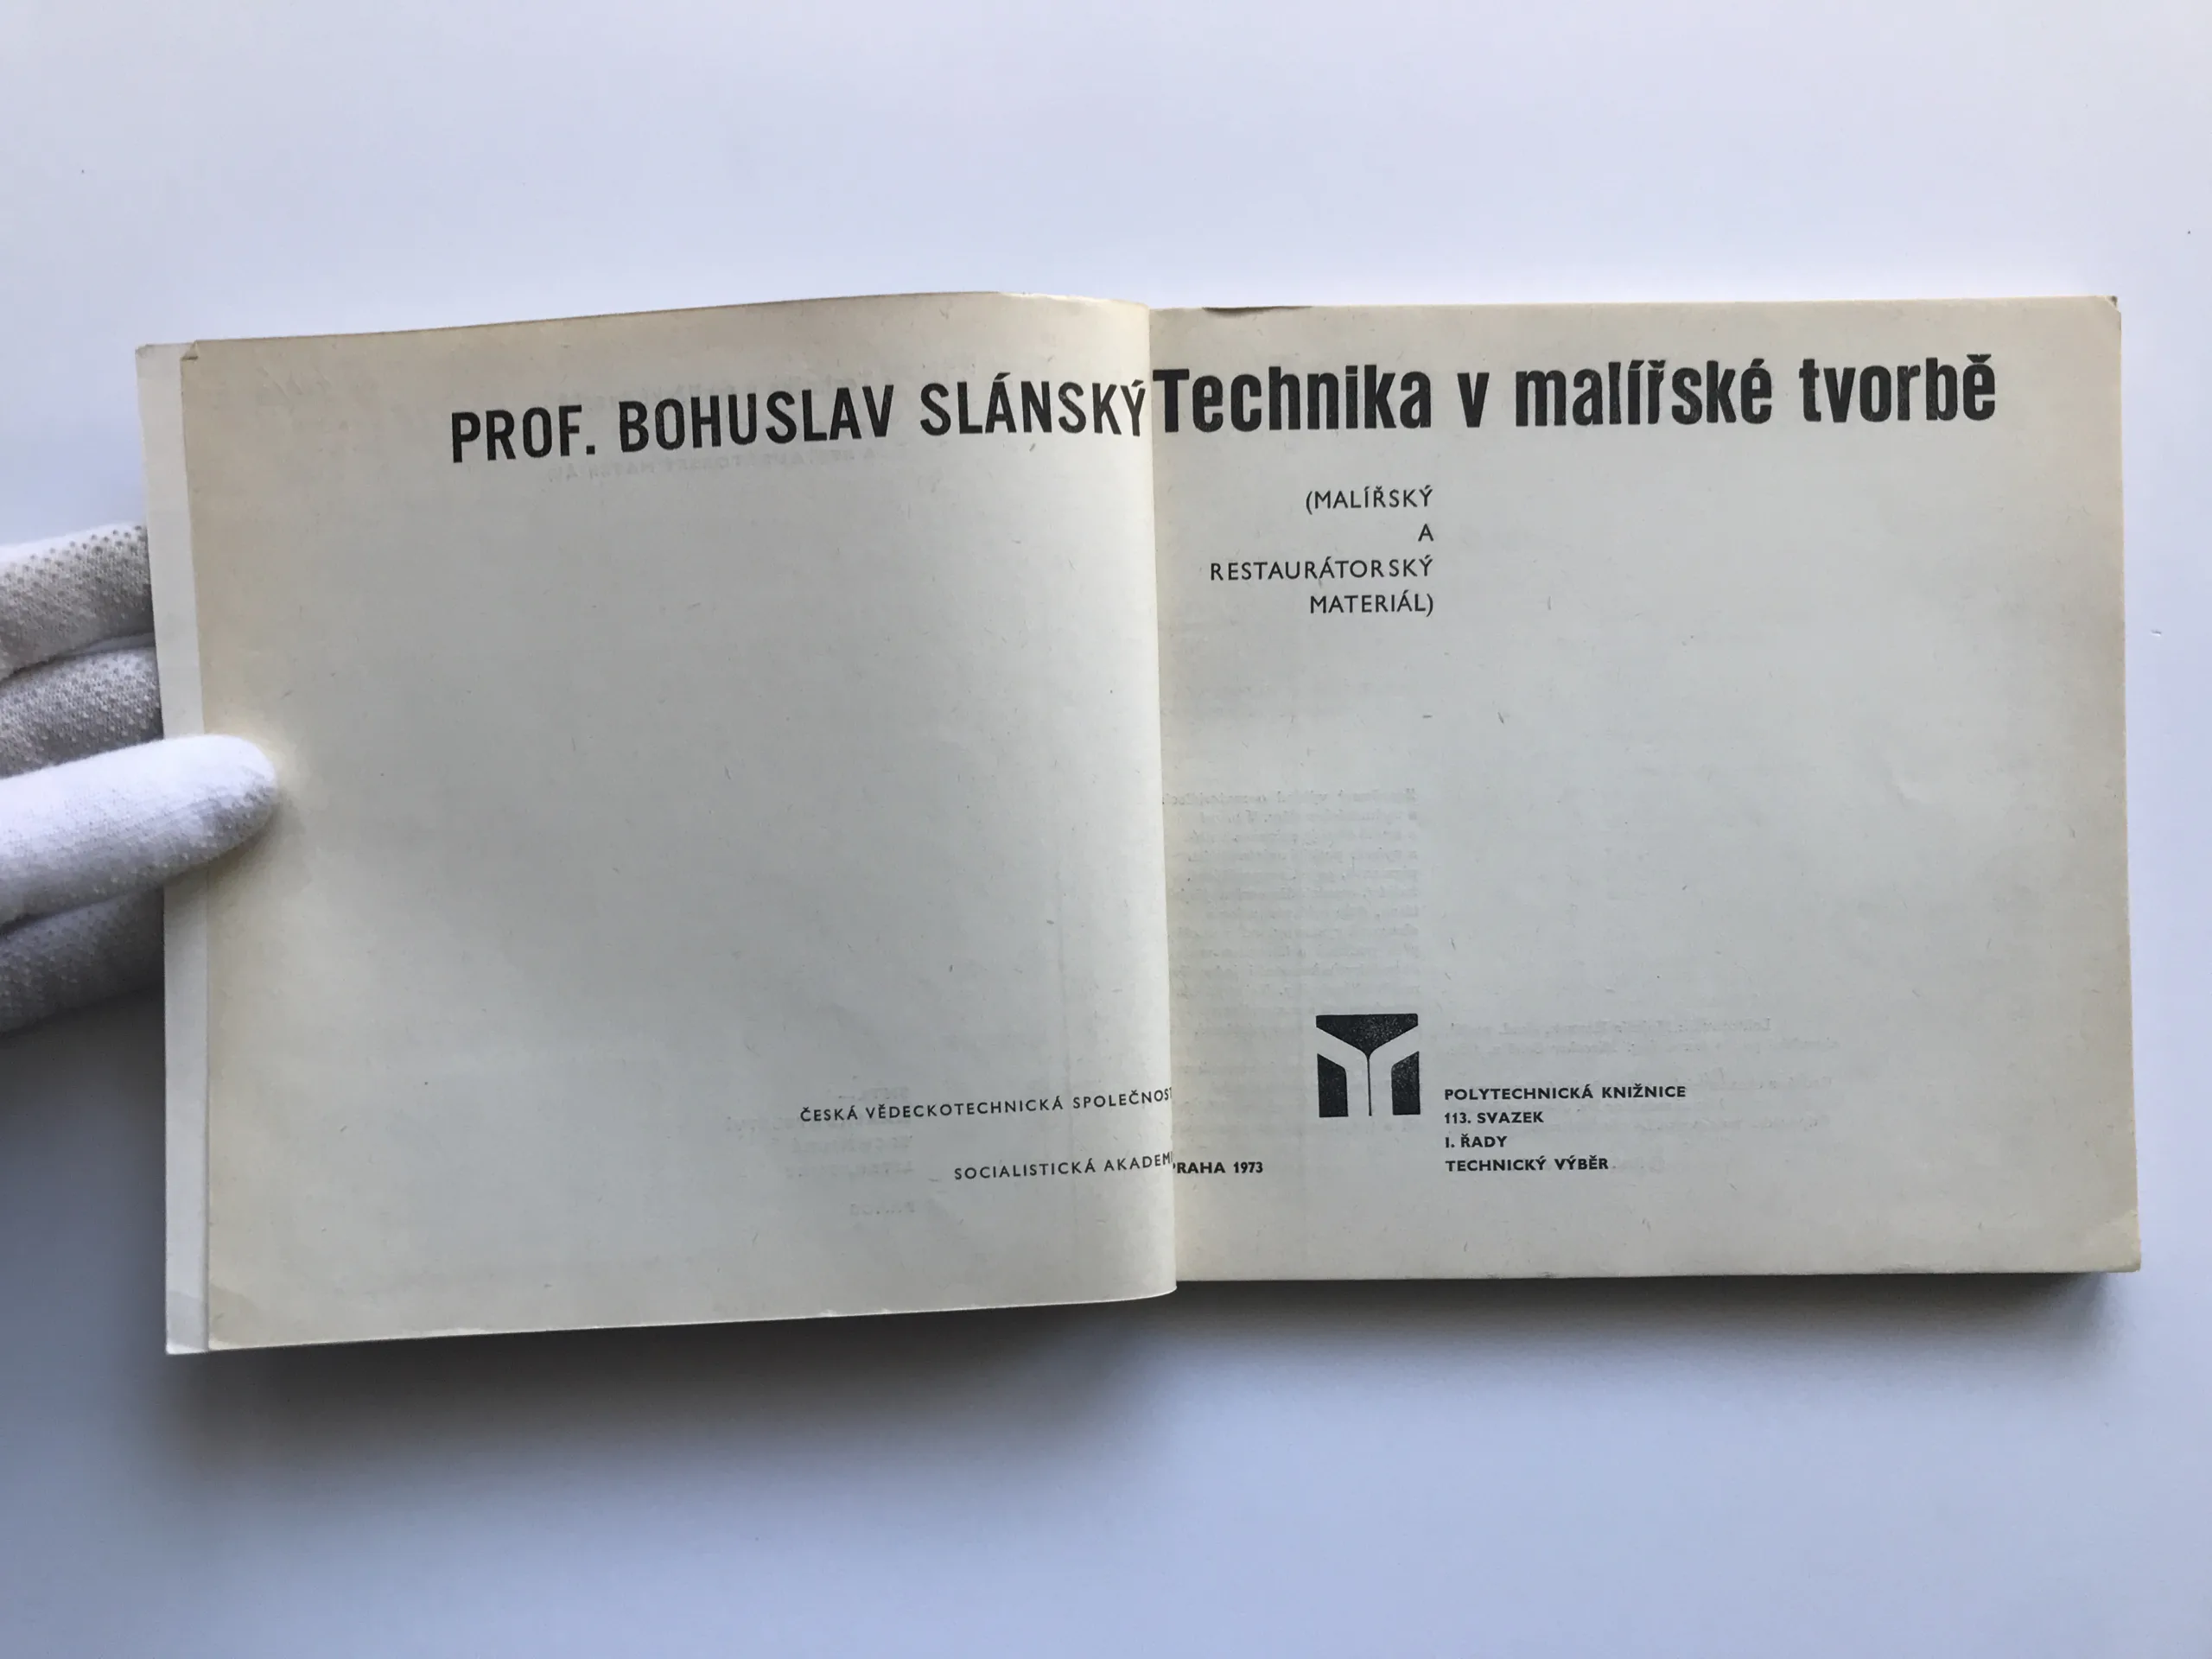 PROF. BOHUSLAV SLÁNSKÝ
ČESKÁ VĚDECKOTECHNICKÁ SPOLEČNOST
SOCIALISTICKÁ AKADEMI
Technika v malířské tvorbě
(MALÍŘSKÝ
A
RESTAURÁTORSKÝ
MATERIÁL)
RAHA 1973
POLYTECHNICKÁ KNIŽNICE
113. SVAZEK
I. ŘADY
TECHNICKÝ VÝBĚR